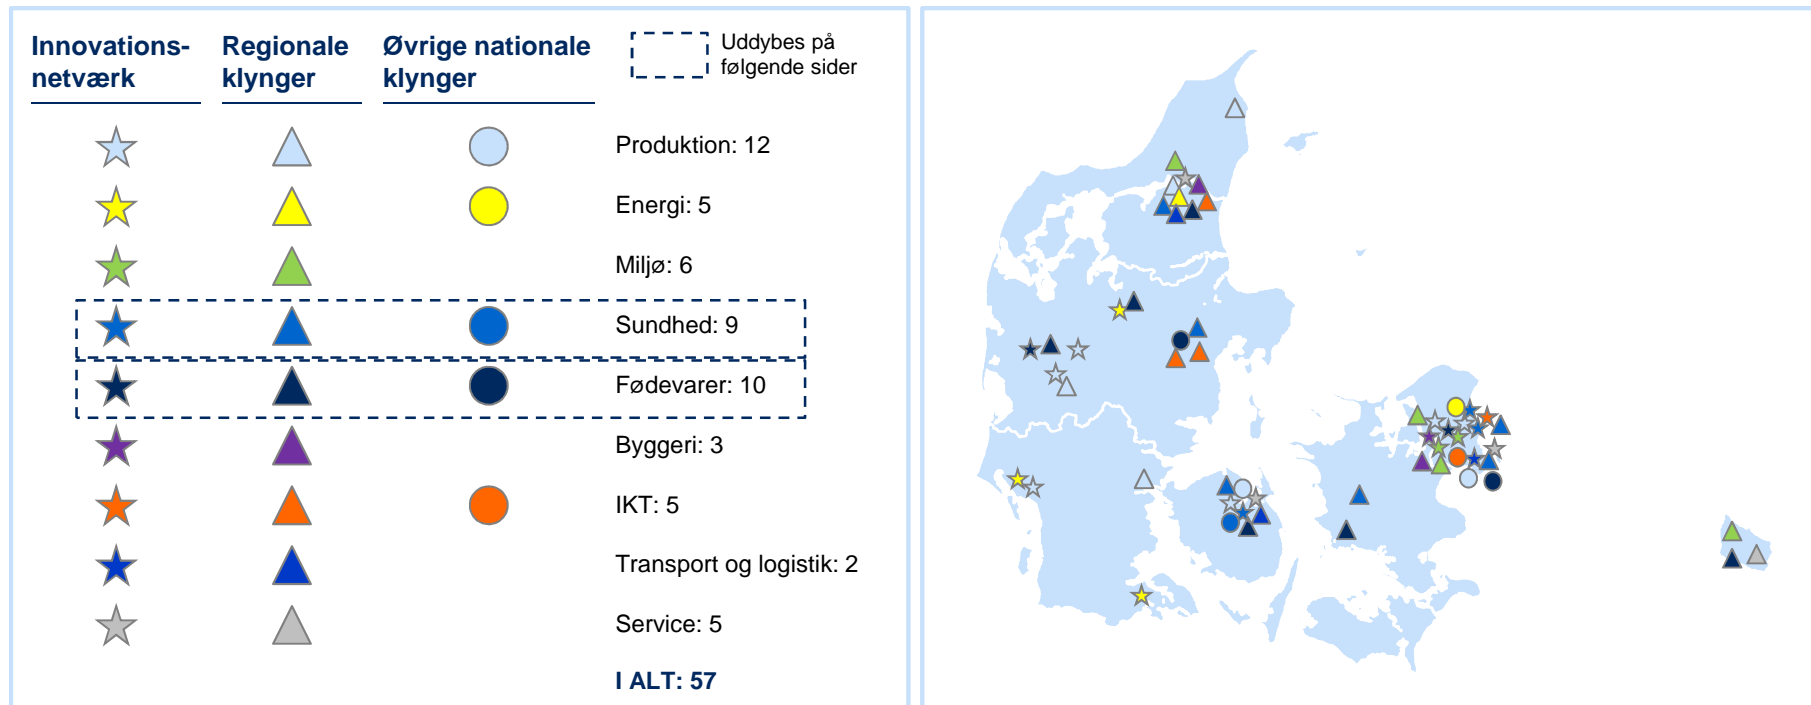 Innovations-
netværk
Regionale
klynger
Øvrige nationale
klynger
Uddybes på
følgende sider
Produktion: 12
Energi: 5
Miljø: 6
Sundhed: 9
Fødevarer: 10
Byggeri: 3
IKT: 5
Transport og logistik: 2
Service: 5
I ALT: 57